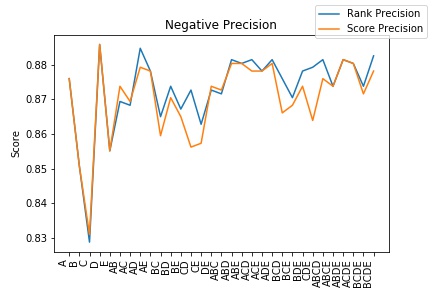 Rank Precision
Score Precision
Negative Precision
Score
0.88
0.87
0.86
0.85
0.84
0.83
A
B
C
D
E
AB
AC
AD
AE
BC
BD
BE
CD
CE
DE
ABC
ABD
ABE
ACD
ACE
ADE
BCD
BCE
BDE
CDE
ABCD
ABCE
ABDE
ACDE
BCDE
BCDE